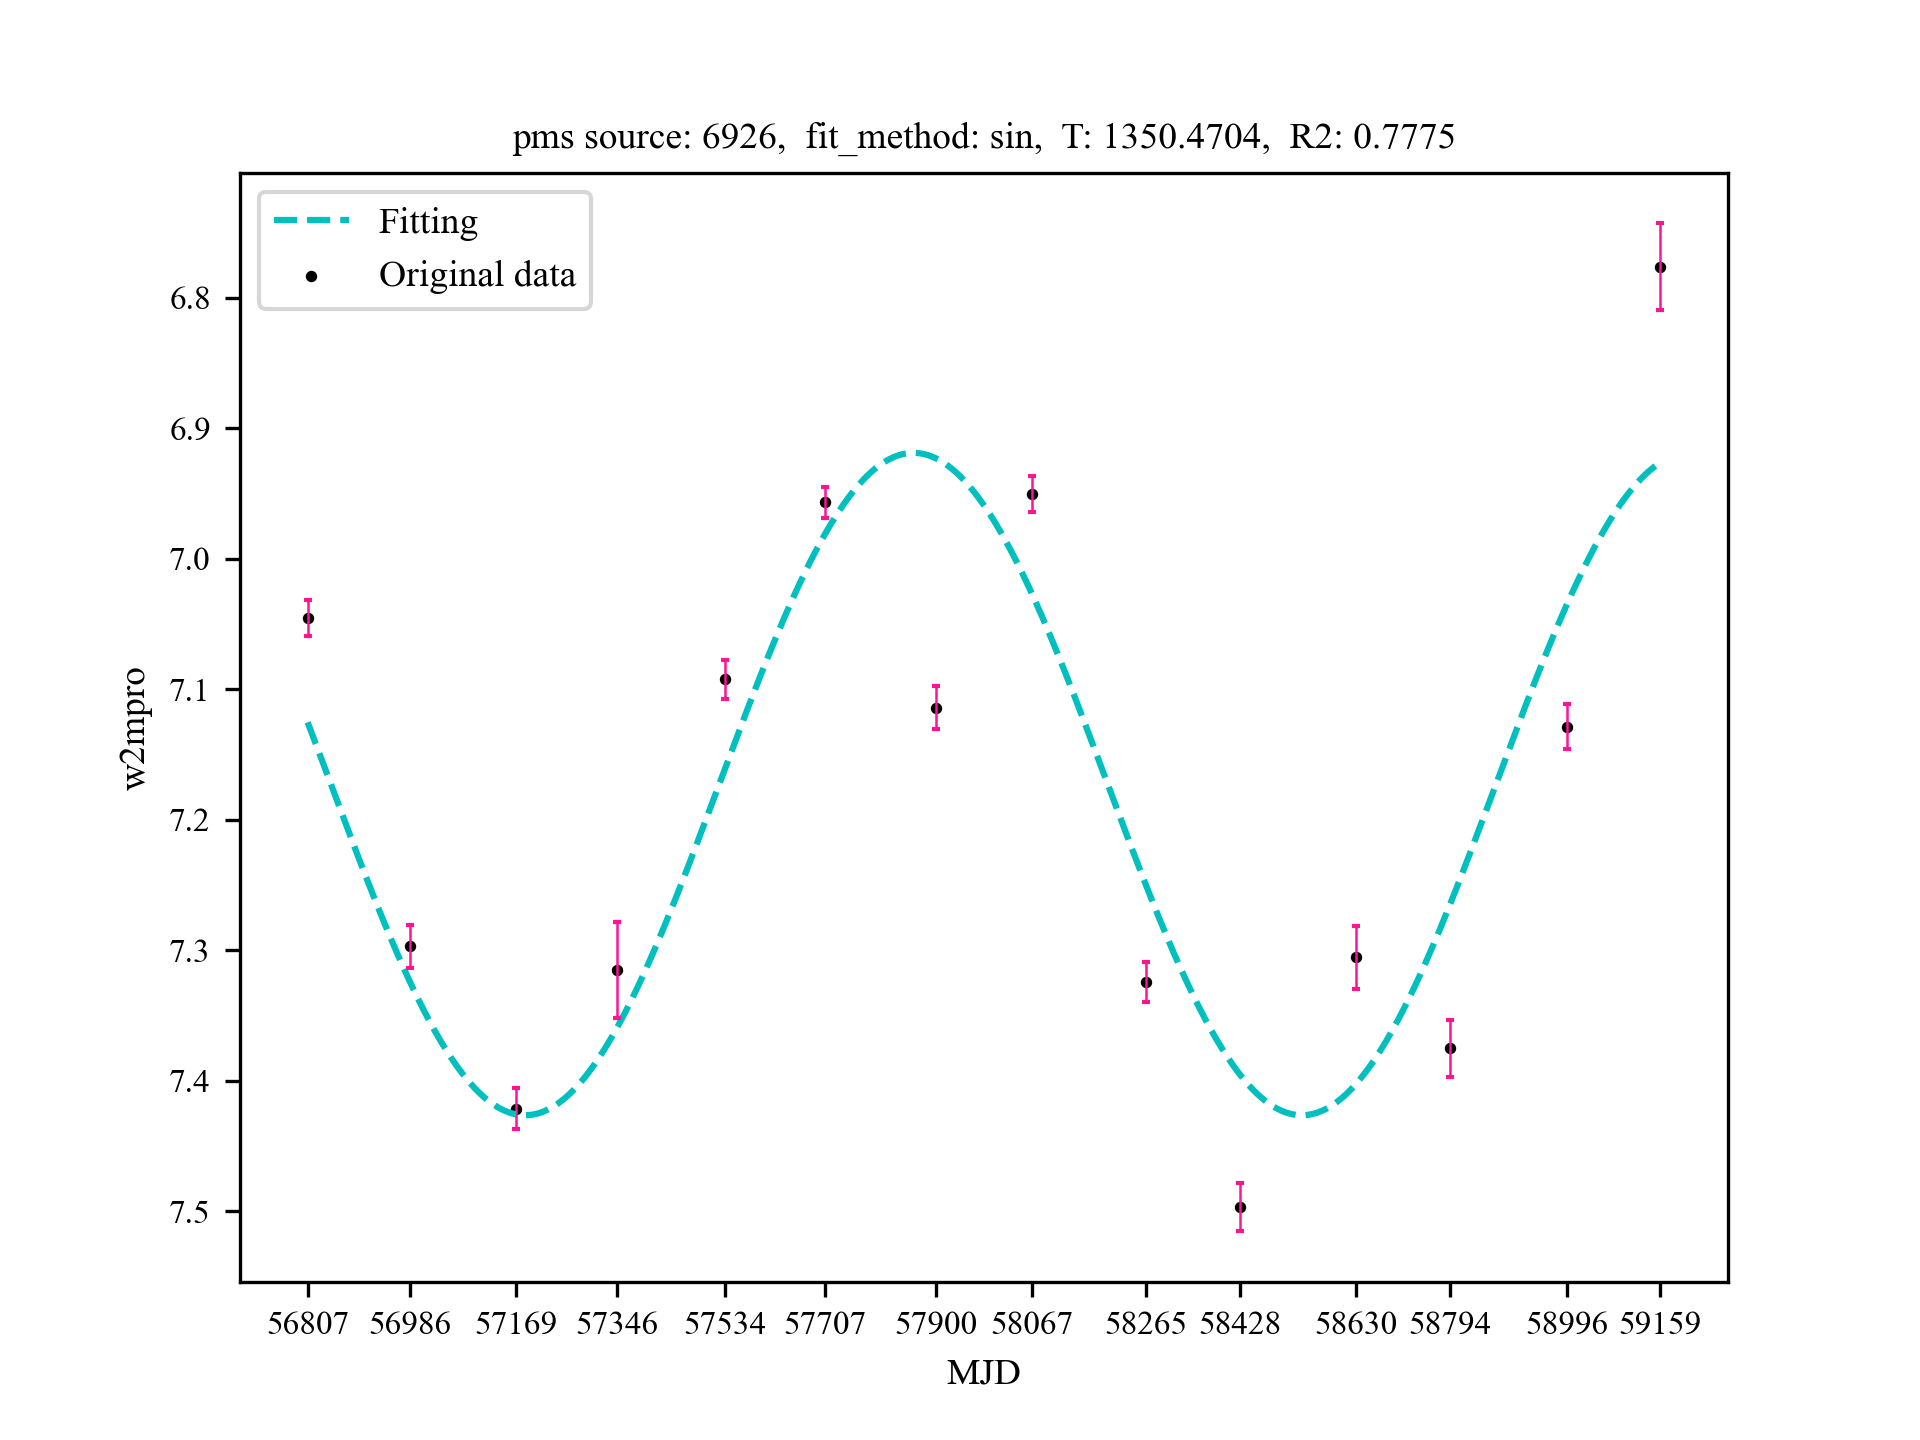 pms source: 6926,  fit_method: sin,  T: 1350.4704,  R2: 0.7775
Fitting
Original data
6.8
6.9
7.0
7.1
7.2
7.3
7.4
7.5
w2mpro
56807 56986 57169 57346 57534 57707 57900 58067 58265 58428 58630 58794 58996 59159
MJD